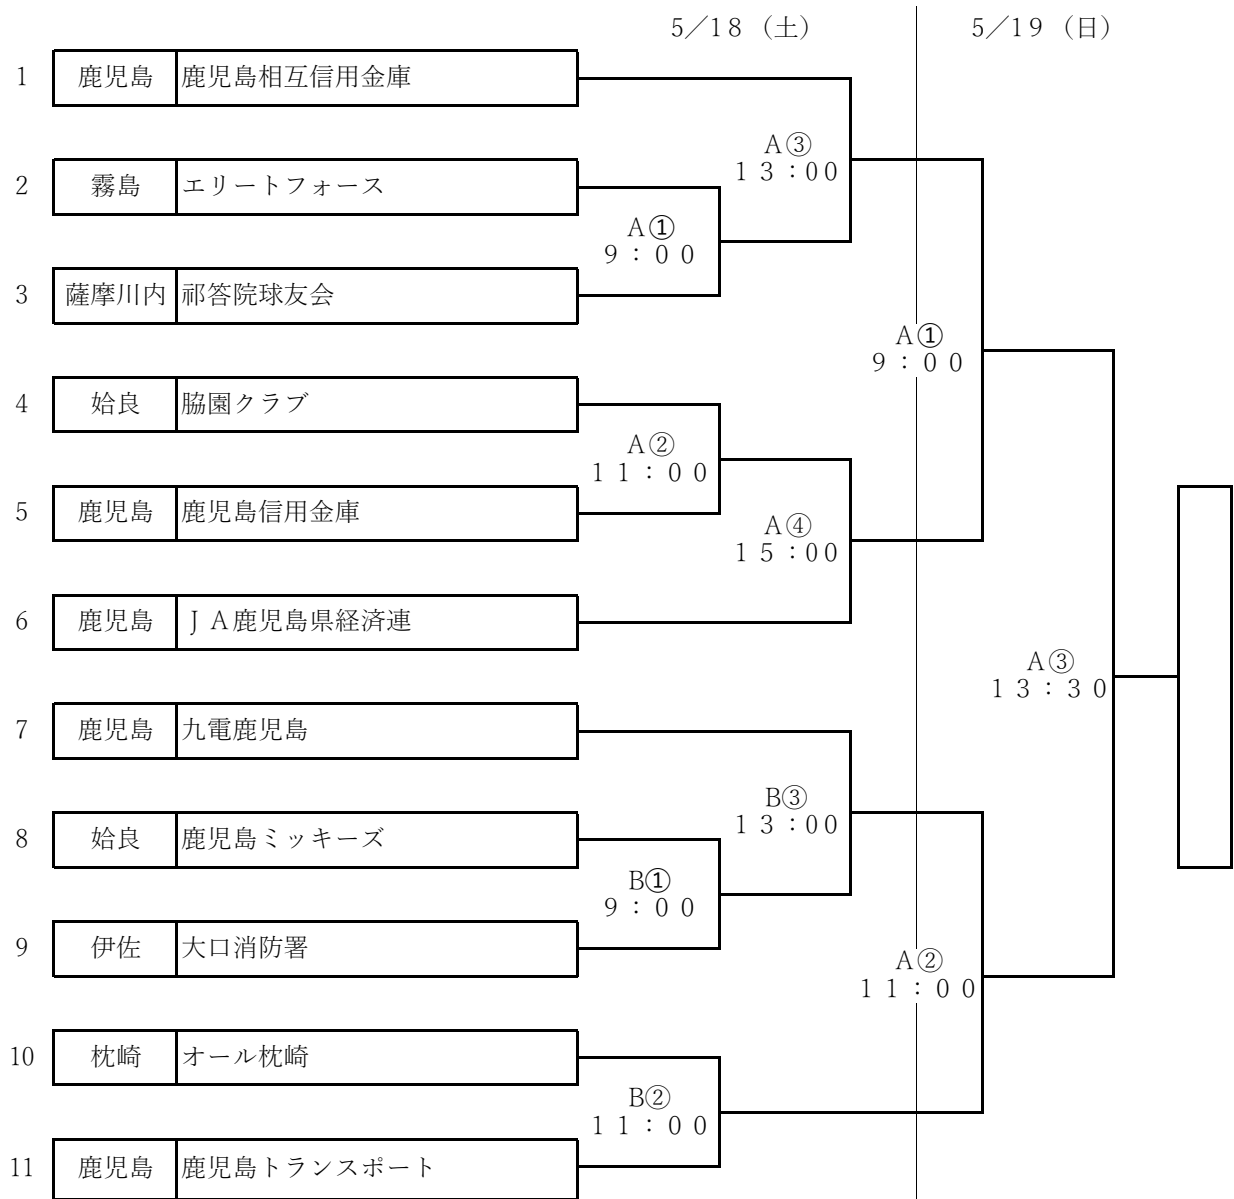 5／18（土）
5／19（日）
1 鹿児島 鹿児島相互信用金庫
A③
13：00
2 霧島 エリートフォース
A①
9：00
3 薩摩川内 祁答院球友会
A①
9：00
4 姶良 脇園クラブ
A②
11：00
5 鹿児島 鹿児島信用金庫
A④
15：00
6 鹿児島 ＪＡ鹿児島県経済連
A③
13：30
7 鹿児島 九電鹿児島
B③
13：00
8 姶良 鹿児島ミッキーズ
B①
9：00
9 伊佐 大口消防署
A②
11：00
10 枕崎 オール枕崎
B②
11：00
11 鹿児島 鹿児島トランスポート